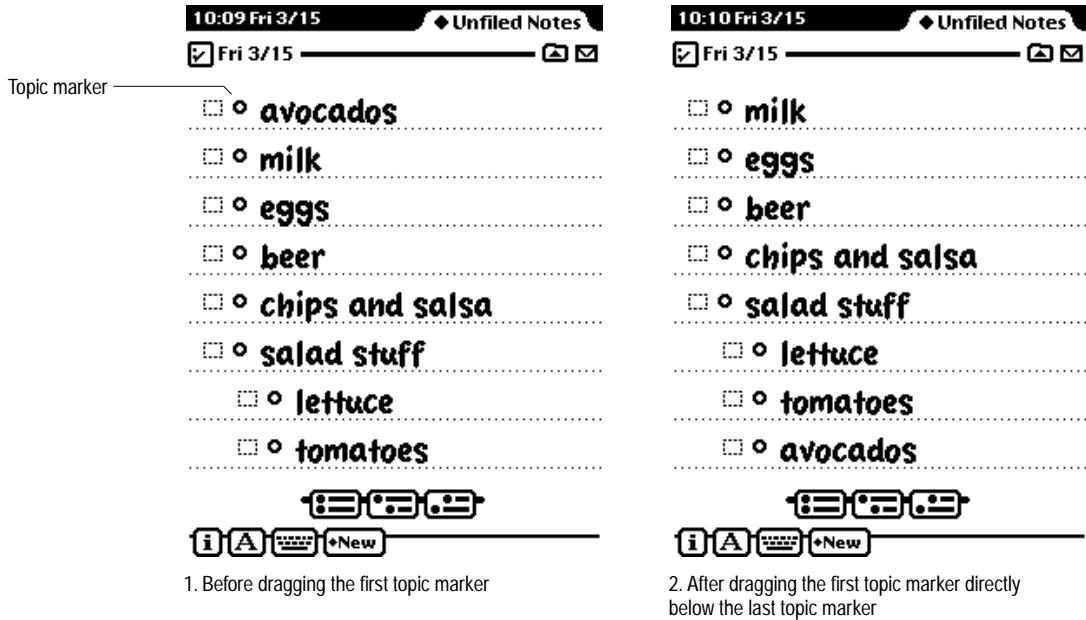 10:09 Fri 3/15 ◆Unfiled Notes
Fri 3/15
Topic marker
avocados
milk
eggs
beer
chips and salsa
salad stuff
lettuce
tomatoes
i A ◆New
1. Before dragging the first topic marker
10:10 Fri 3/15 ◆Unfiled Notes
Fri 3/15
milk
eggs
beer
chips and salsa
salad stuff
lettuce
tomatoes
avocados
i A ◆New
2. After dragging the first topic marker directly
below the last topic marker